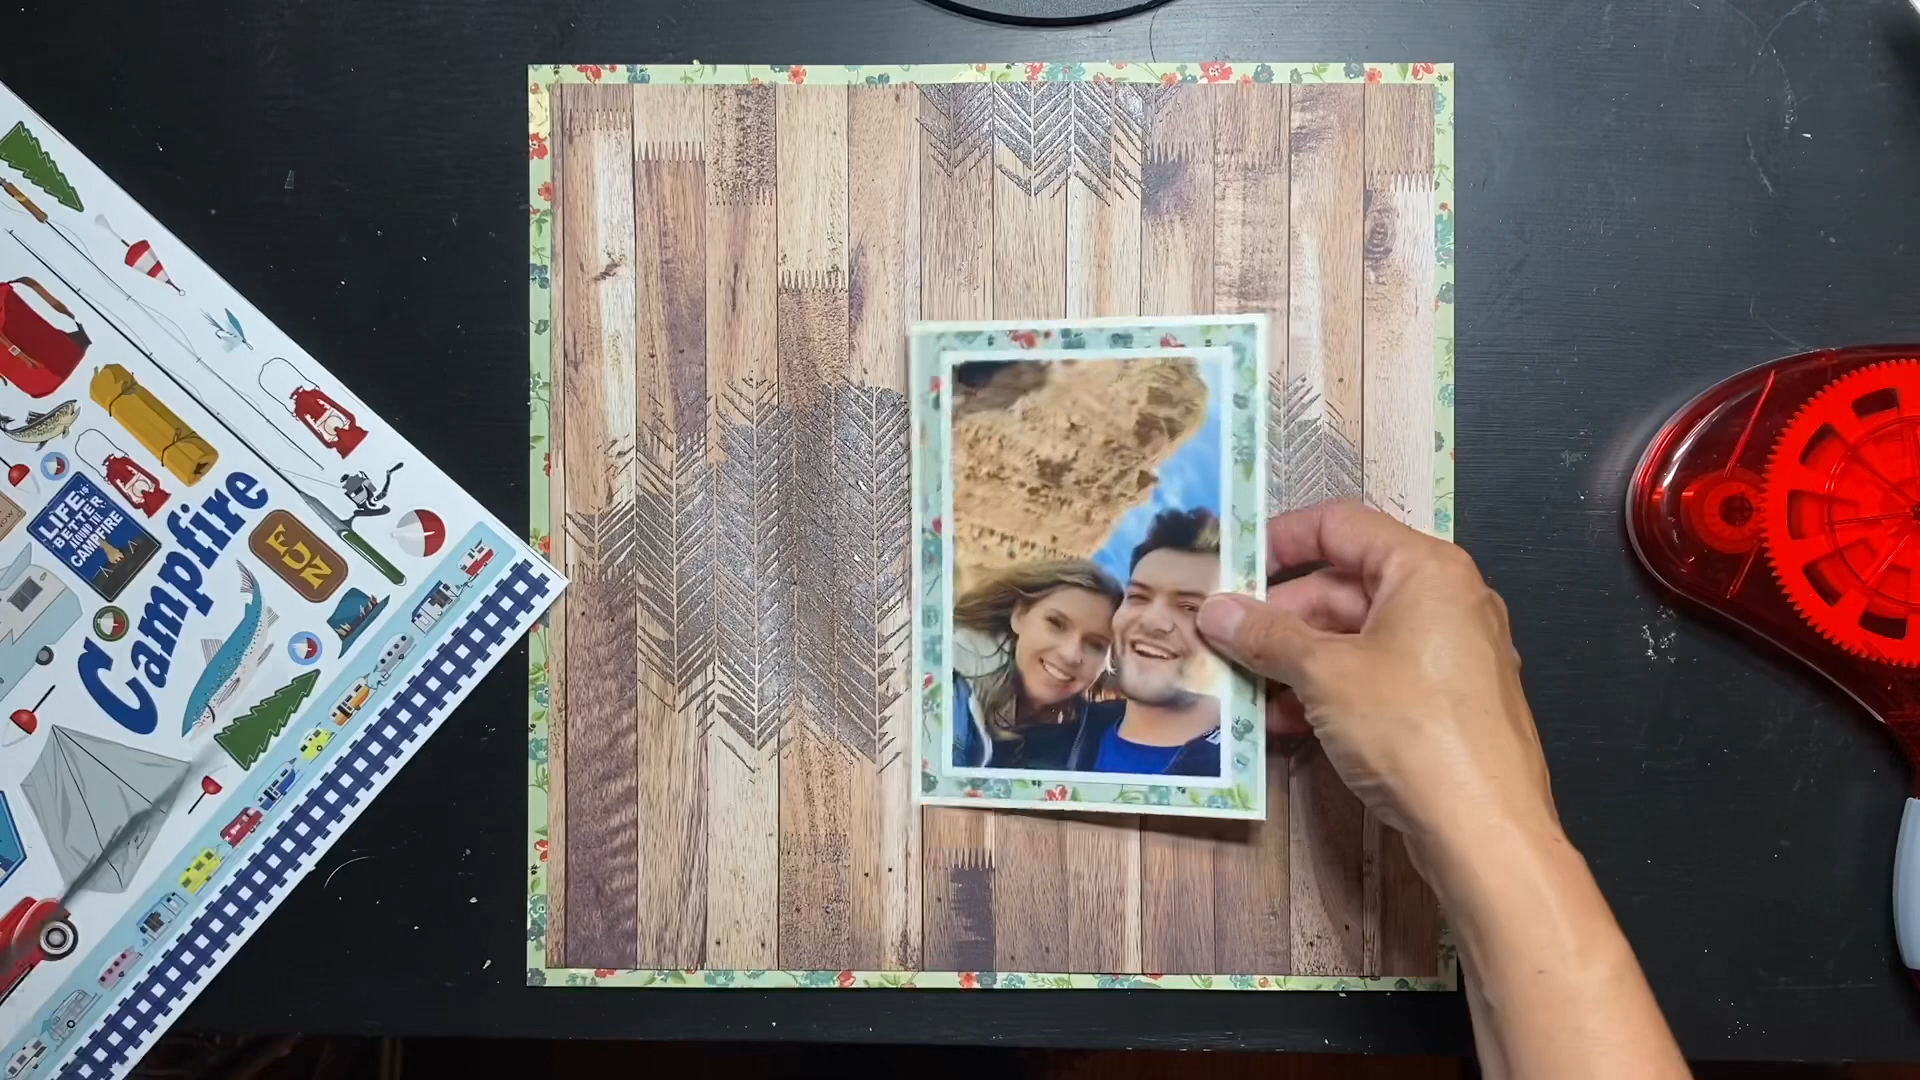 LIFE IS
BETTER
AROUND THE
CAMPFIRE
Campfire
FUN